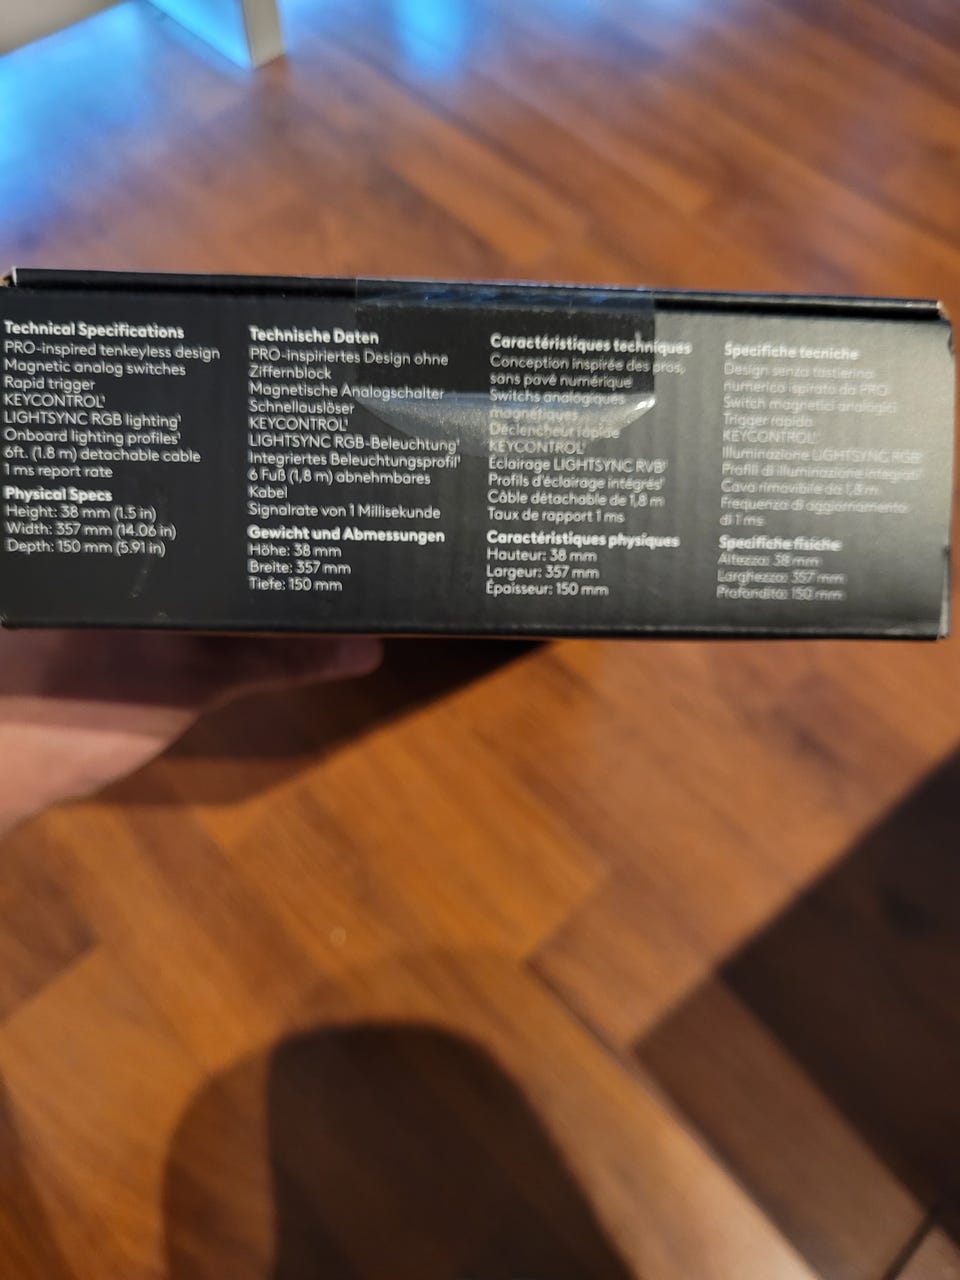 Technical Specifications
PRO-inspired tenkeyless design
Magnetic analog switches
Rapid trigger
KEYCONTROL¹
LIGHTSYNC RGB lighting¹
Onboard lighting profiles¹
6ft. (1.8 m) detachable cable
1 ms report rate
Physical Specs
Height: 38 mm (1.5 in)
Width: 357 mm (14.06 in)
Depth: 150 mm (5.91 in)
Technische Daten
PRO-inspiriertes Design ohne
Ziffernblock
Magnetische Analogschalter
Schnellauslöser
KEYCONTROL¹
LIGHTSYNC RGB-Beleuchtung¹
Integriertes Beleuchtungsprofil¹
6 Fuß (1,8 m) abnehmbares
Kabel
Signalrate von 1 Millisekunde
Gewicht und Abmessungen
Höhe: 38 mm
Breite: 357 mm
Tiefe: 150 mm
Caractéristiques techniques
Conception inspirée des pros,
sans pavé numérique
Switchs analogiques
magnétiques
Déclencheur rapide
KEYCONTROL¹
Éclairage LIGHTSYNC RVB¹
Profils d'éclairage intégrés¹
Câble détachable de 1,8 m
Taux de rapport 1 ms
Caractéristiques physiques
Hauteur: 38 mm
Largeur: 357 mm
Épaisseur: 150 mm
Specifiche tecniche
Design senza tastierino
numerico ispirato da PRO
Switch magnetici analogici
Trigger rapido
KEYCONTROL¹
Illuminazione LIGHTSYNC RGB¹
Profili di illuminazione integrati¹
Cavo rimovibile da 1,8 m
Frequenza di aggiornamento
di 1 ms
Specifiche fisiche
Altezza: 38 mm
Larghezza: 357 mm
Profondità: 150 mm